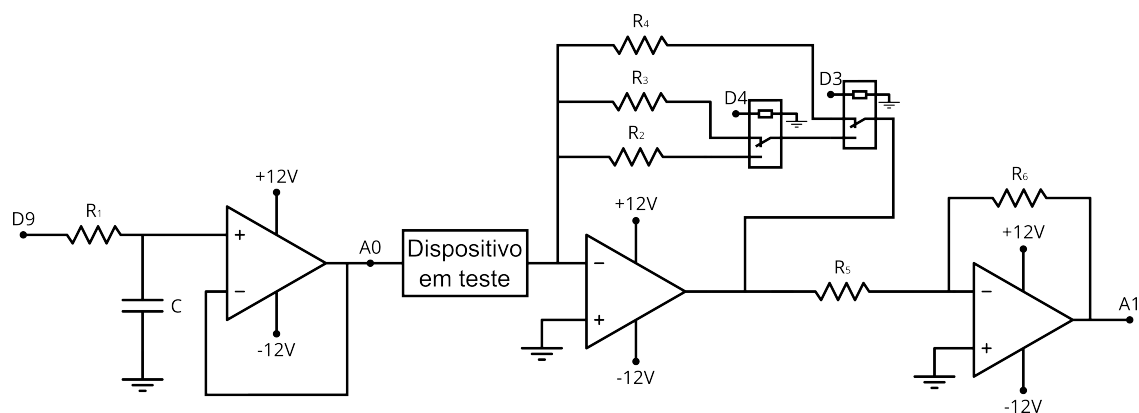 R4
R3
D4
D3
R2
+12V
D9
R1
A0
+
−
C
-12V
Dispositivo
em teste
+12V
−
+
-12V
R5
R6
+12V
−
+
A1
-12V